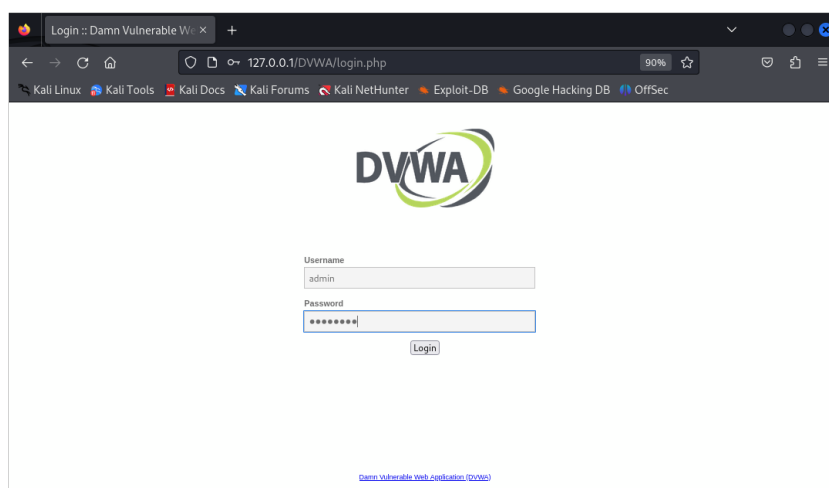 Login :: Damn Vulnerable We
127.0.0.1/DVWA/login.php
90%
Kali Linux Kali Tools Kali Docs Kali Forums Kali NetHunter Exploit-DB Google Hacking DB OffSec
DVWA
Username
admin
Password
Login
Damn Vulnerable Web Application (DVWA)